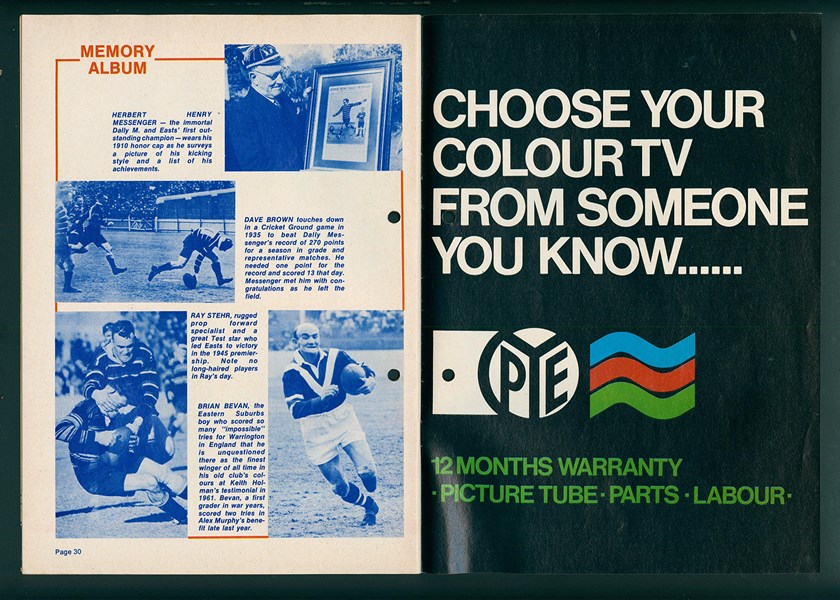 MEMORY
ALBUM
HERBERT HENRY
MESSENGER — the immortal
Dally M. and Easts' first out-
standing champion — wears his
1910 honor cap as he surveys
a picture of his kicking
style and a list of his
achievements.
DAVE BROWN touches down
in a Cricket Ground game in
1935 to beat Dally Mes-
senger's record of 270 points
for a season in grade and
representative matches. He
needed one point for the
record and scored 13 that day.
Messenger met him with con-
gratulations as he left the
field.
RAY STEHR, rugged
prop forward
specialist and a
great Test star who
led Easts to victory
in the 1945 premier-
ship. Note no
long-haired players
in Ray's day.
BRIAN BEVAN, the
Eastern Suburbs
boy who scored so
many "impossible"
tries for Warrington
in England that he
is unquestioned
there as the finest
winger of all time in
his old club's col-
ours at Keith Hol-
man's testimonial in
1961. Bevan, a first
grader in war years,
scored two tries in
Alex Murphy's bene-
fit late last year.
Page 30
CHOOSE YOUR
COLOUR TV
FROM SOMEONE
YOU KNOW......
PYE
12 MONTHS WARRANTY
·PICTURE TUBE·PARTS·LABOUR·